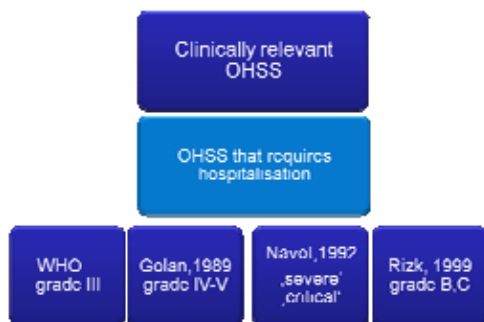 Clinically relevant
OHSS
OHSS that requires
hospitalisation
WHO
grade III
Golan,1989
grade IV-V
Navot,1992
‚severe‘
‚critical‘
Rizk, 1999
grade B,C